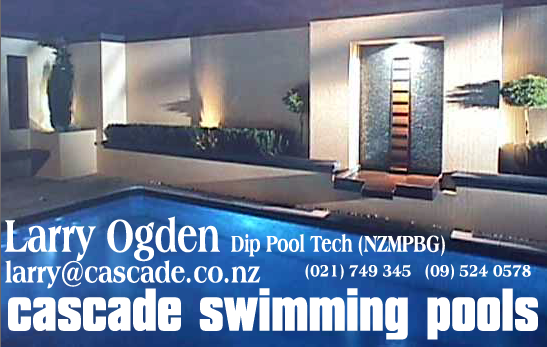 Larry Ogden Dip Pool Tech (NZMPBG)
larry@cascade.co.nz (021) 749 345 (09) 524 0578
cascade swimming pools